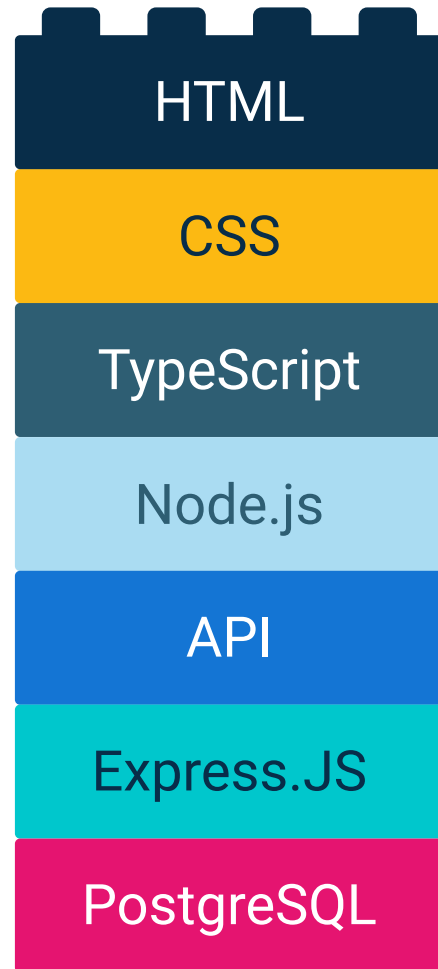 HTML
CSS
TypeScript
Node.js
API
Express.JS
PostgreSQL